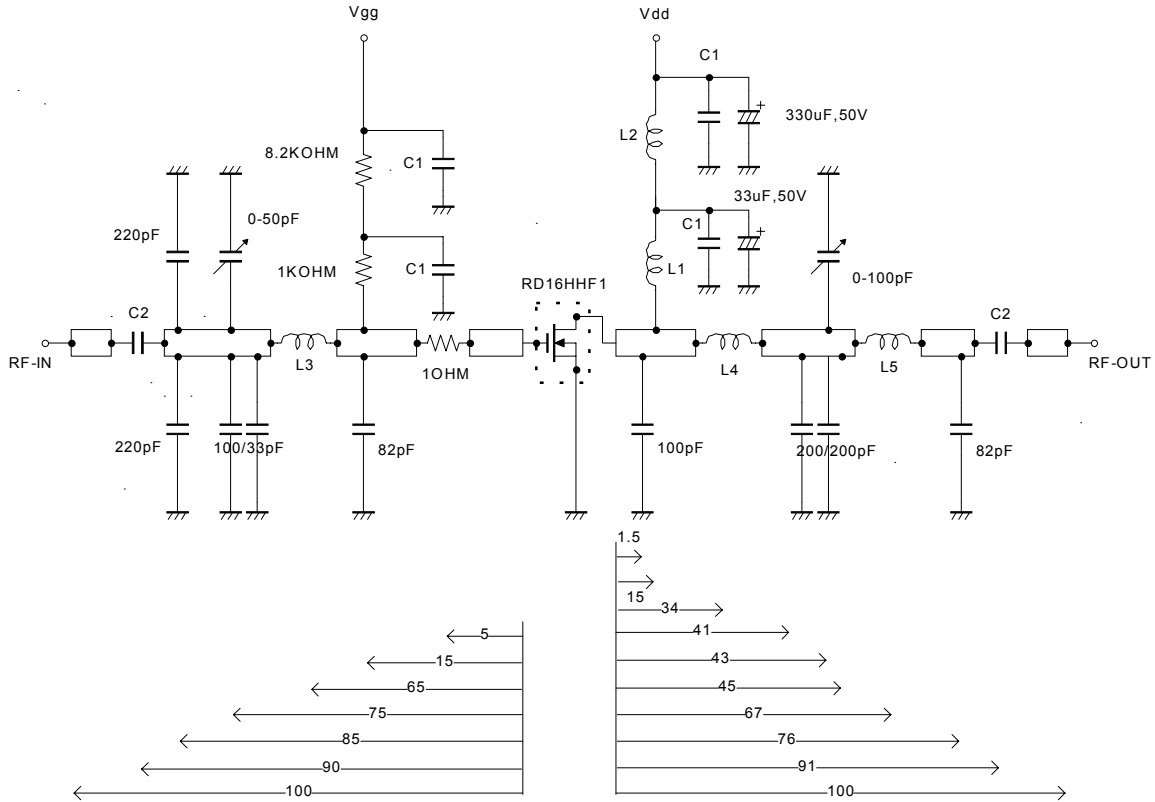 Vgg
Vdd
C1
330uF,50V
L2
8.2KOHM
C1
33uF,50V
0-50pF
C1
220pF
1KOHM
C1
L1
0-100pF
RD16HHF1
C2
C2
RF-IN
L3
1OHM
L4
L5
RF-OUT
220pF
100/33pF
82pF
100pF
200/200pF
82pF
1.5
15
34
5
41
15
43
65
45
75
67
85
76
90
91
100
100